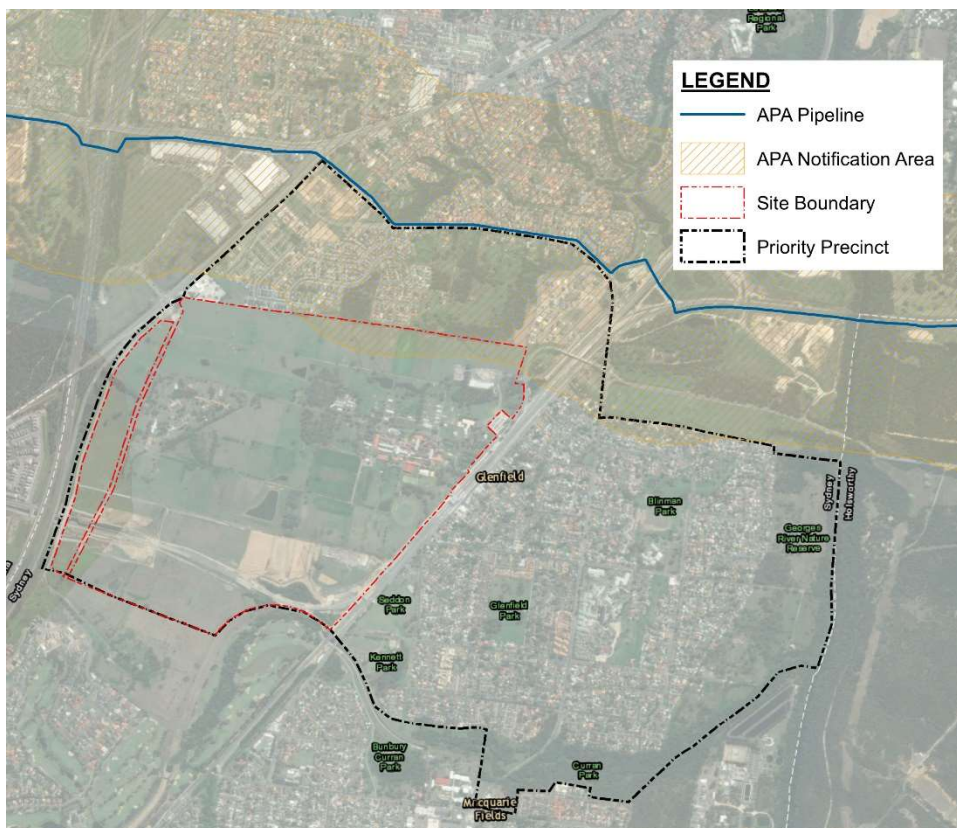 Regional
Park
LEGEND
APA Pipeline
APA Notification Area
Site Boundary
Priority Precinct
Glenfield
Blinman
Park
Sydney
Holsworthy
Georges
River Nature
Reserve
Sydney
Seddon
Park
Glenfield
Park
Kennett
Park
Bunbury
Curran
Park
Curran
Park
Macquarie
Fields